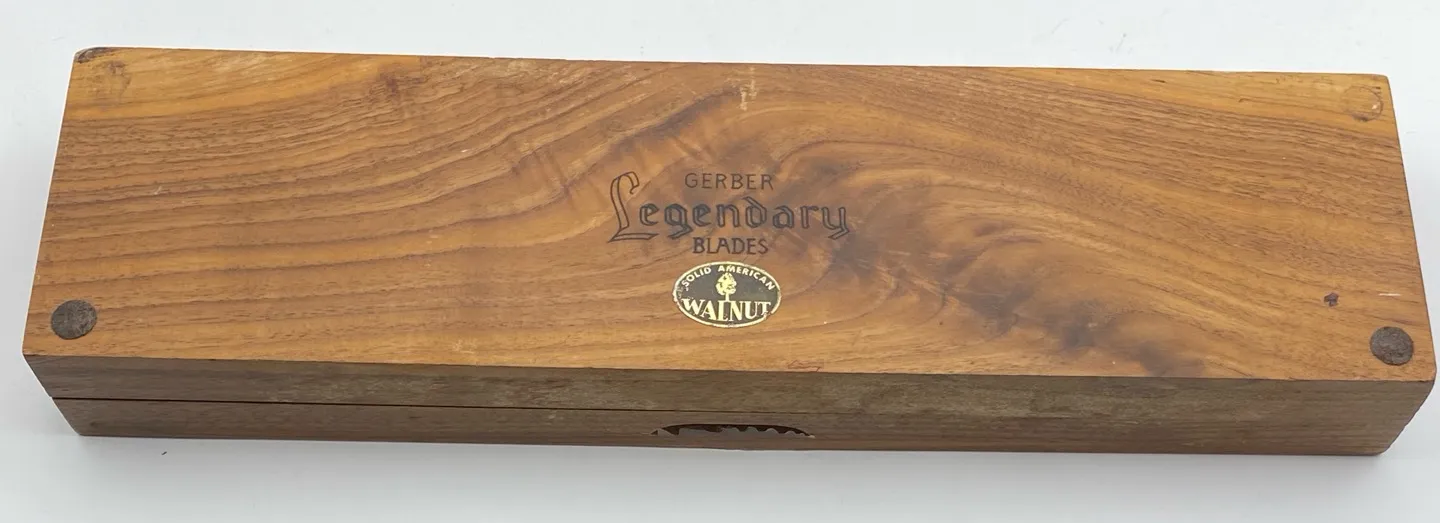 GERBER
Legendary
BLADES
SOLID AMERICAN
WALNUT